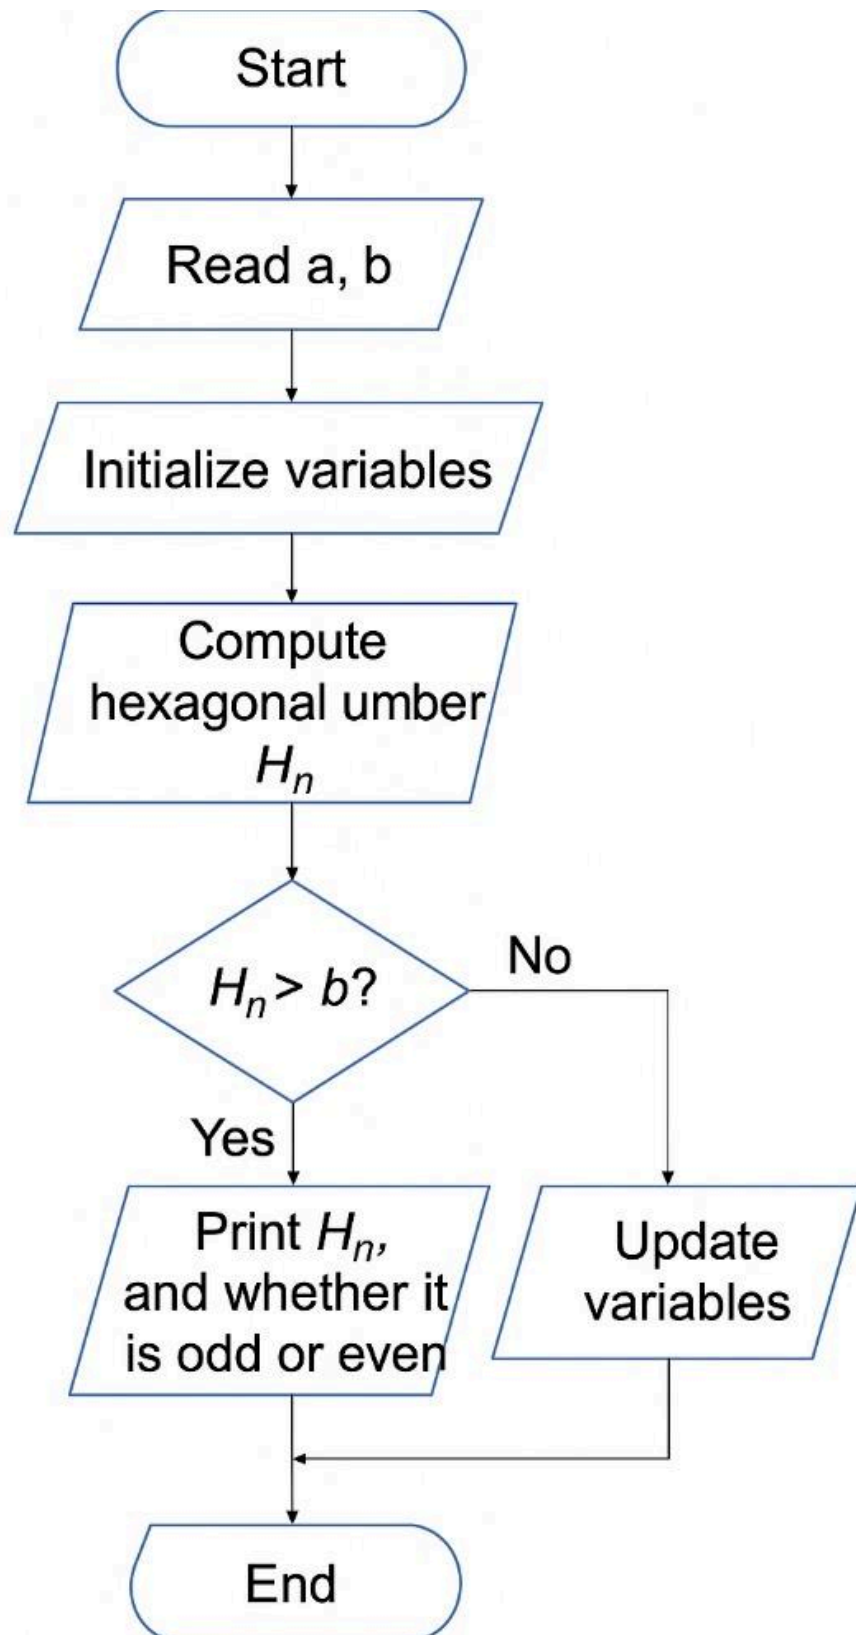 Start
Read a, b
Initialize variables
Compute
hexagonal umber
Hₙ
Hₙ > b?
No
Yes
Print Hₙ,
and whether it
is odd or even
Update
variables
End